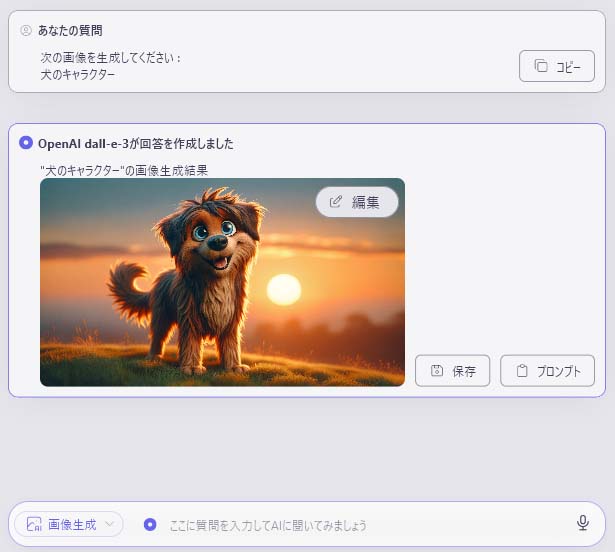 あなたの質問
次の画像を生成してください :
犬のキャラクター
コピー
OpenAI dall-e-3が回答を作成しました
"犬のキャラクター"の画像生成結果
編集
保存
プロンプト
AI 画像生成
ここに質問を入力してAIに聞いてみましょう